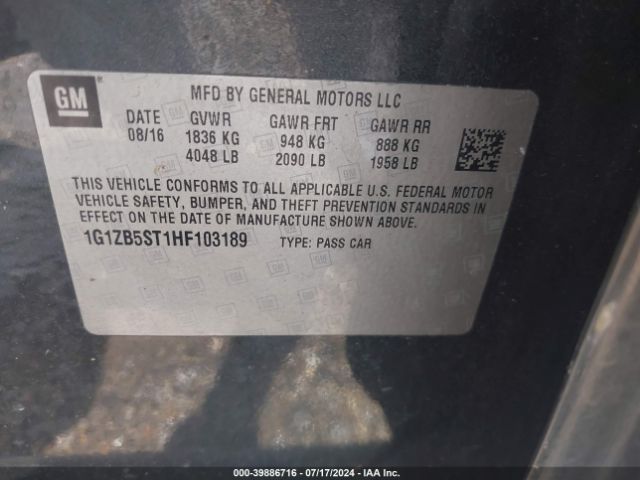 GM
MFD BY GENERAL MOTORS LLC
DATE GVWR GAWR FRT GAWR RR
08/16 1836 KG 948 KG 888 KG
4048 LB 2090 LB 1958 LB
THIS VEHICLE CONFORMS TO ALL APPLICABLE U.S. FEDERAL MOTOR
VEHICLE SAFETY, BUMPER, AND THEFT PREVENTION STANDARDS IN
EFFECT ON THE DATE OF MANUFACTURE SHOWN ABOVE.
1G1ZB5ST1HF103189 TYPE: PASS CAR
000-39886716 - 07/17/2024 - IAA Inc.